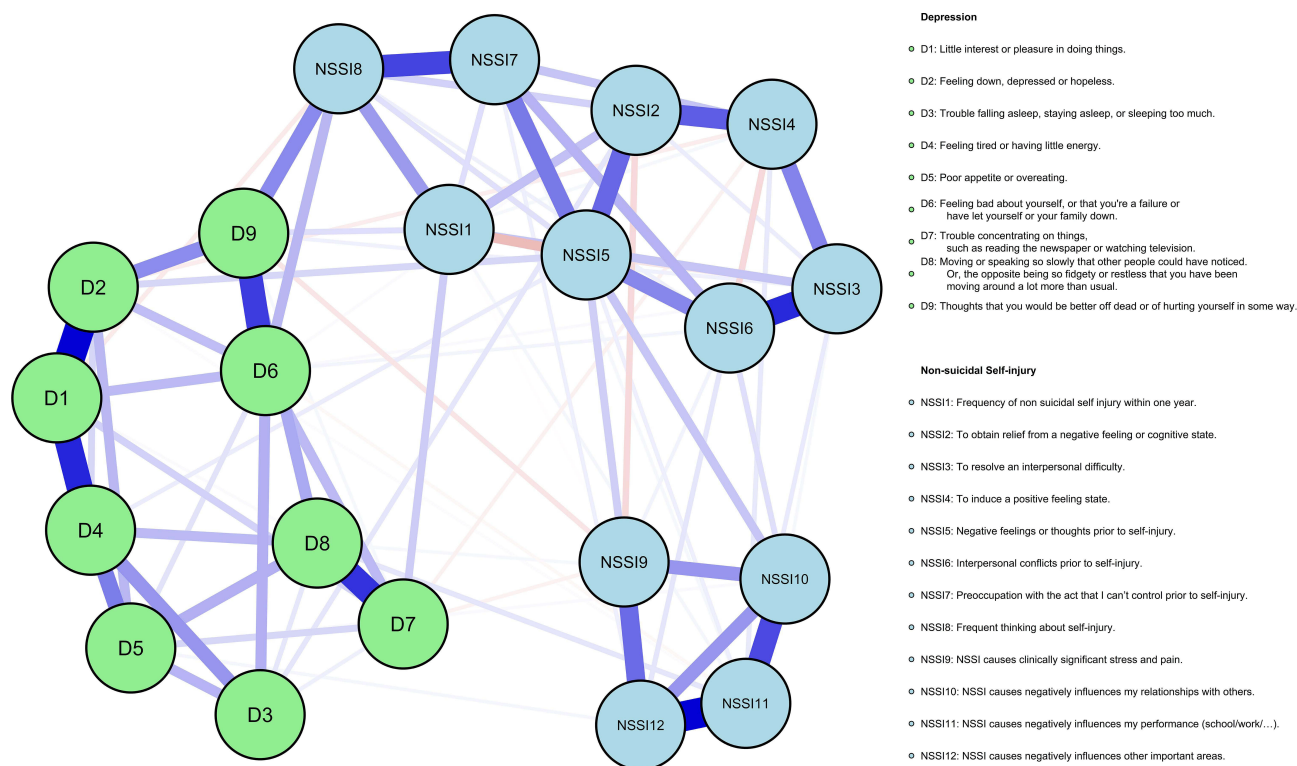 NSSI8
NSSI7
NSSI2
NSSI4
D9
NSSI1
NSSI5
D2
NSSI3
NSSI6
D6
D1
D4
D8
NSSI9
NSSI10
D7
D5
D3
NSSI12
NSSI11
Depression
D1: Little interest or pleasure in doing things.
D2: Feeling down, depressed or hopeless.
D3: Trouble falling asleep, staying asleep, or sleeping too much.
D4: Feeling tired or having little energy.
D5: Poor appetite or overeating.
D6: Feeling bad about yourself, or that you're a failure or
have let yourself or your family down.
D7: Trouble concentrating on things,
such as reading the newspaper or watching television.
D8: Moving or speaking so slowly that other people could have noticed.
Or, the opposite being so fidgety or restless that you have been
moving around a lot more than usual.
D9: Thoughts that you would be better off dead or of hurting yourself in some way.
Non-suicidal Self-injury
NSSI1: Frequency of non suicidal self injury within one year.
NSSI2: To obtain relief from a negative feeling or cognitive state.
NSSI3: To resolve an interpersonal difficulty.
NSSI4: To induce a positive feeling state.
NSSI5: Negative feelings or thoughts prior to self-injury.
NSSI6: Interpersonal conflicts prior to self-injury.
NSSI7: Preoccupation with the act that I can't control prior to self-injury.
NSSI8: Frequent thinking about self-injury.
NSSI9: NSSI causes clinically significant stress and pain.
NSSI10: NSSI causes negatively influences my relationships with others.
NSSI11: NSSI causes negatively influences my performance (school/work/…).
NSSI12: NSSI causes negatively influences other important areas.